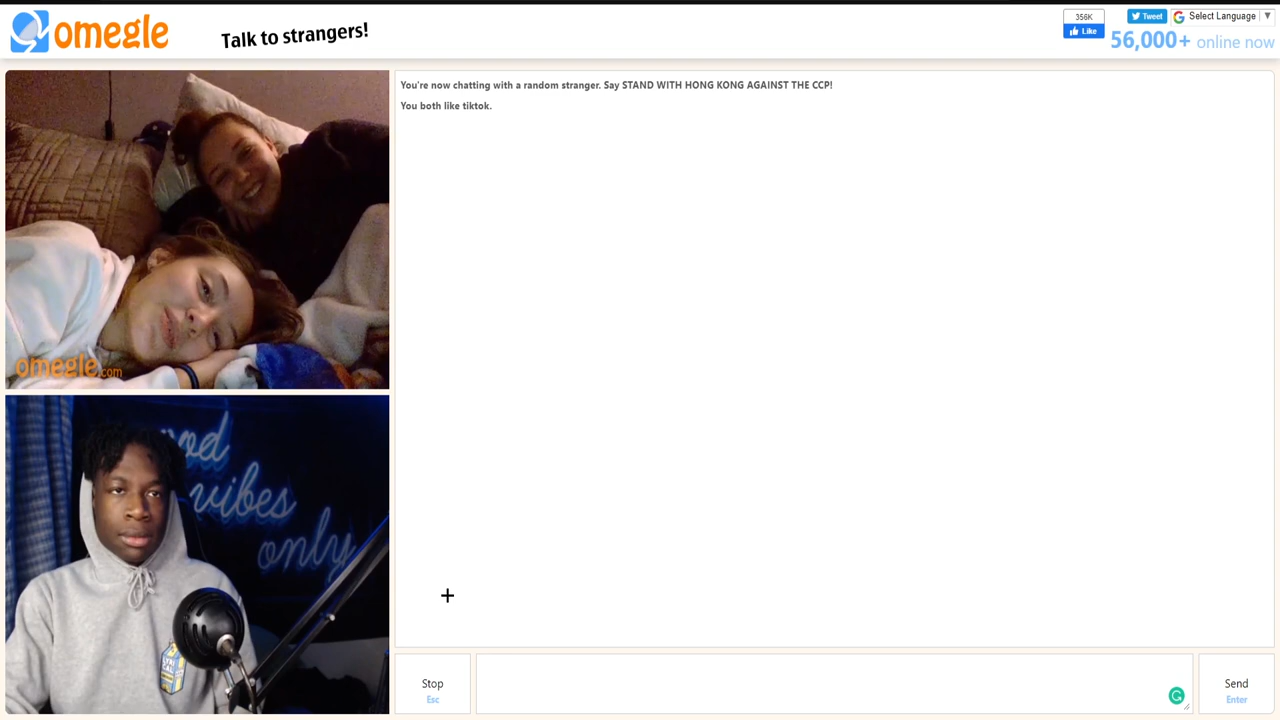 omegle
Talk to strangers!
356K
Like
Tweet
Select Language
56,000+ online now
You're now chatting with a random stranger. Say STAND WITH HONG KONG AGAINST THE CCP!
You both like tiktok.
omegle.com
good
vibes
only
Stop
Esc
Send
Enter